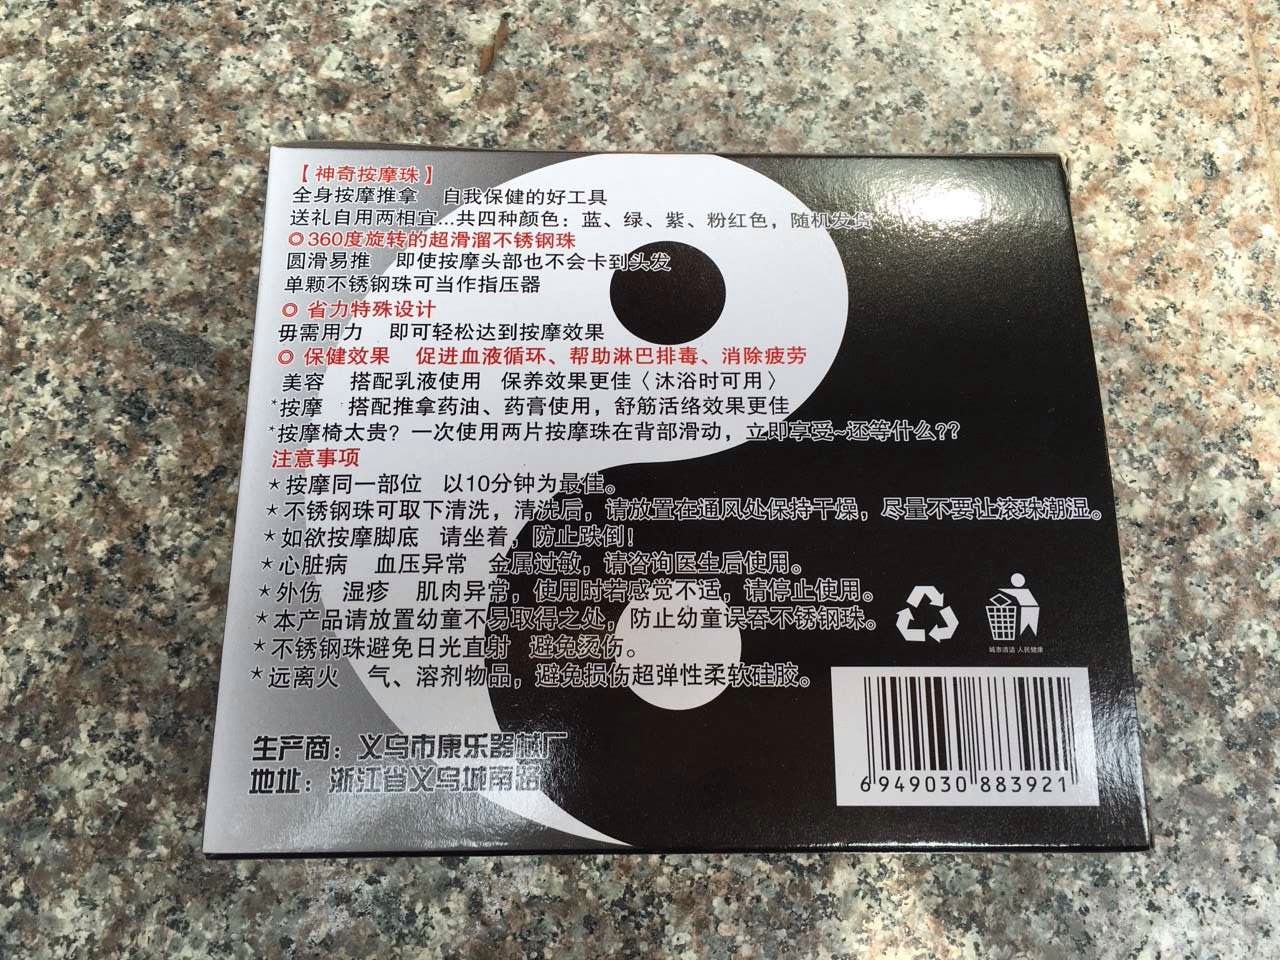 【神奇按摩珠】
全身按摩推拿 自我保健的好工具
送礼自用两相宜...共四种颜色：蓝、绿、紫、粉红色，随机发货
◎360度旋转的超滑溜不锈钢珠
圆滑易推 即使按摩头部也不会卡到头发
单颗不锈钢珠可当作指压器
◎ 省力特殊设计
毋需用力 即可轻松达到按摩效果
◎ 保健效果 促进血液循环、帮助淋巴排毒、消除疲劳
美容 搭配乳液使用 保养效果更佳〈沐浴时可用〉
*按摩 搭配推拿药油、药膏使用，舒筋活络效果更佳
*按摩椅太贵？一次使用两片按摩珠在背部滑动，立即享受~还等什么??
注意事项
*按摩同一部位 以10分钟为最佳。
*不锈钢珠可取下清洗，清洗后，请放置在通风处保持干燥，尽量不要让滚珠潮湿。
*如欲按摩脚底 请坐着，防止跌倒！
*心脏病 血压异常 金属过敏，请咨询医生后使用。
*外伤 湿疹 肌肉异常，使用时若感觉不适，请停止使用。
*本产品请放置幼童不易取得之处，防止幼童误吞不锈钢珠。
*不锈钢珠避免日光直射 避免烫伤。
*远离火 气、溶剂物品，避免损伤超弹性柔软硅胶。
城市清洁 人民健康
生产商：义乌市康乐器械厂
地址：浙江省义乌城南路
6 949030 883921